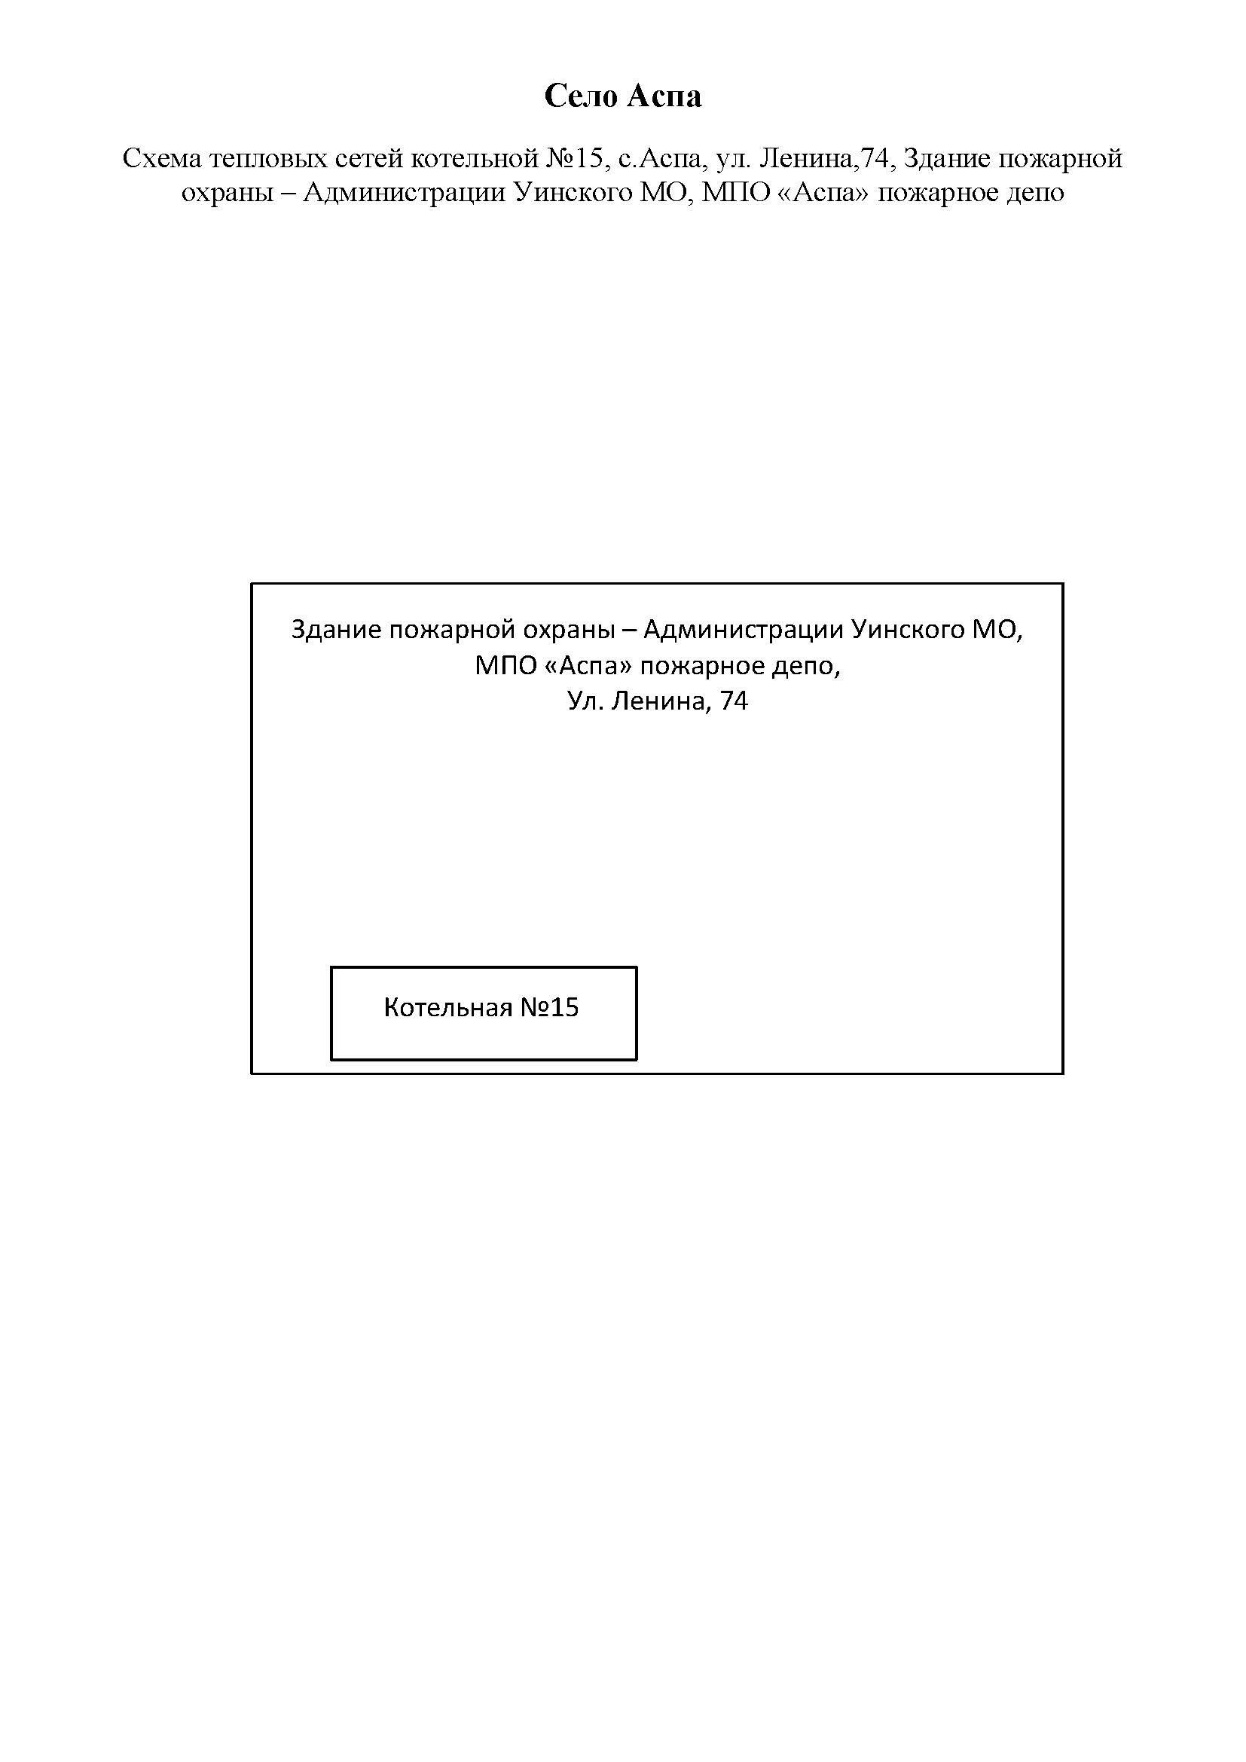 Село Аспа
Схема тепловых сетей котельной №15, с.Аспа, ул. Ленина,74, Здание пожарной
охраны – Администрации Уинского МО, МПО «Аспа» пожарное депо
Здание пожарной охраны – Администрации Уинского МО,
МПО «Аспа» пожарное депо,
Ул. Ленина, 74
Котельная №15